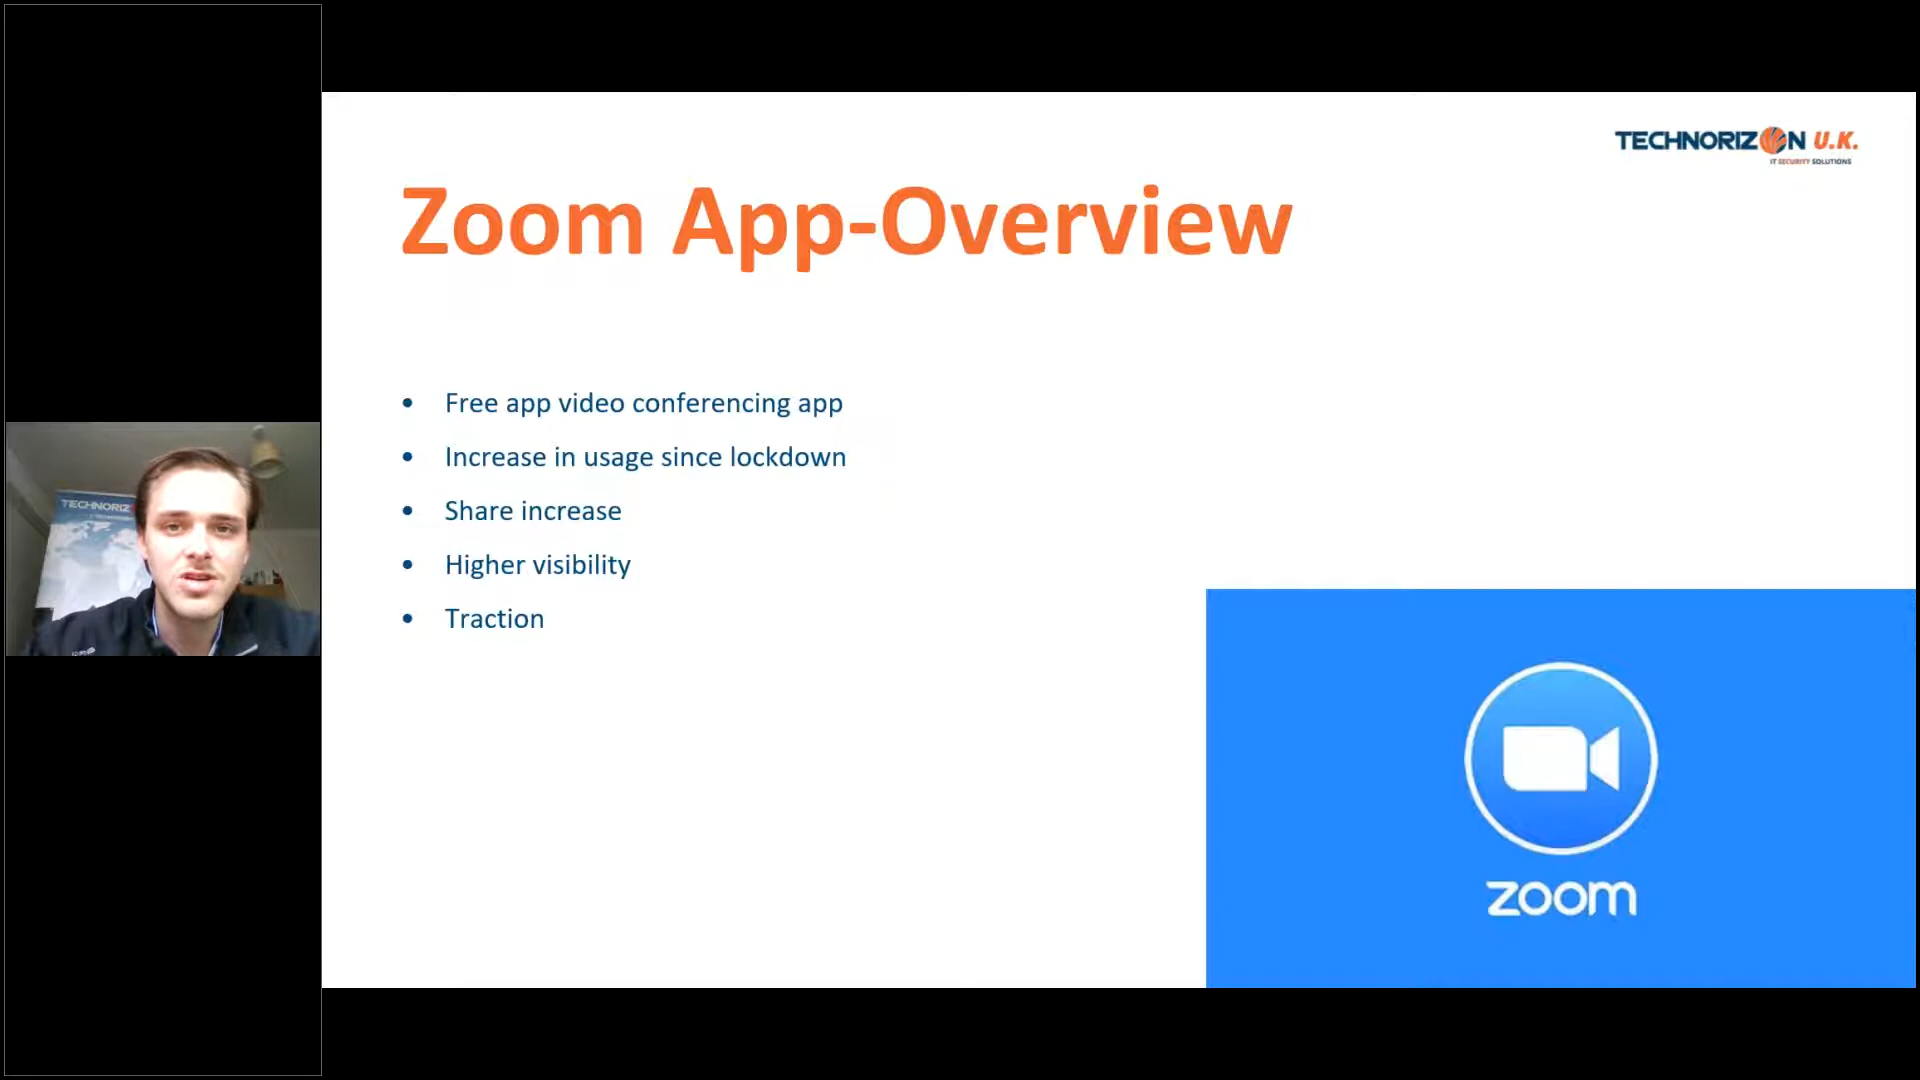 TECHNORIZON U.K.
IT SECURITY SOLUTIONS
Zoom App-Overview
• Free app video conferencing app
• Increase in usage since lockdown
• Share increase
• Higher visibility
• Traction
TECHNORIZ
zoom